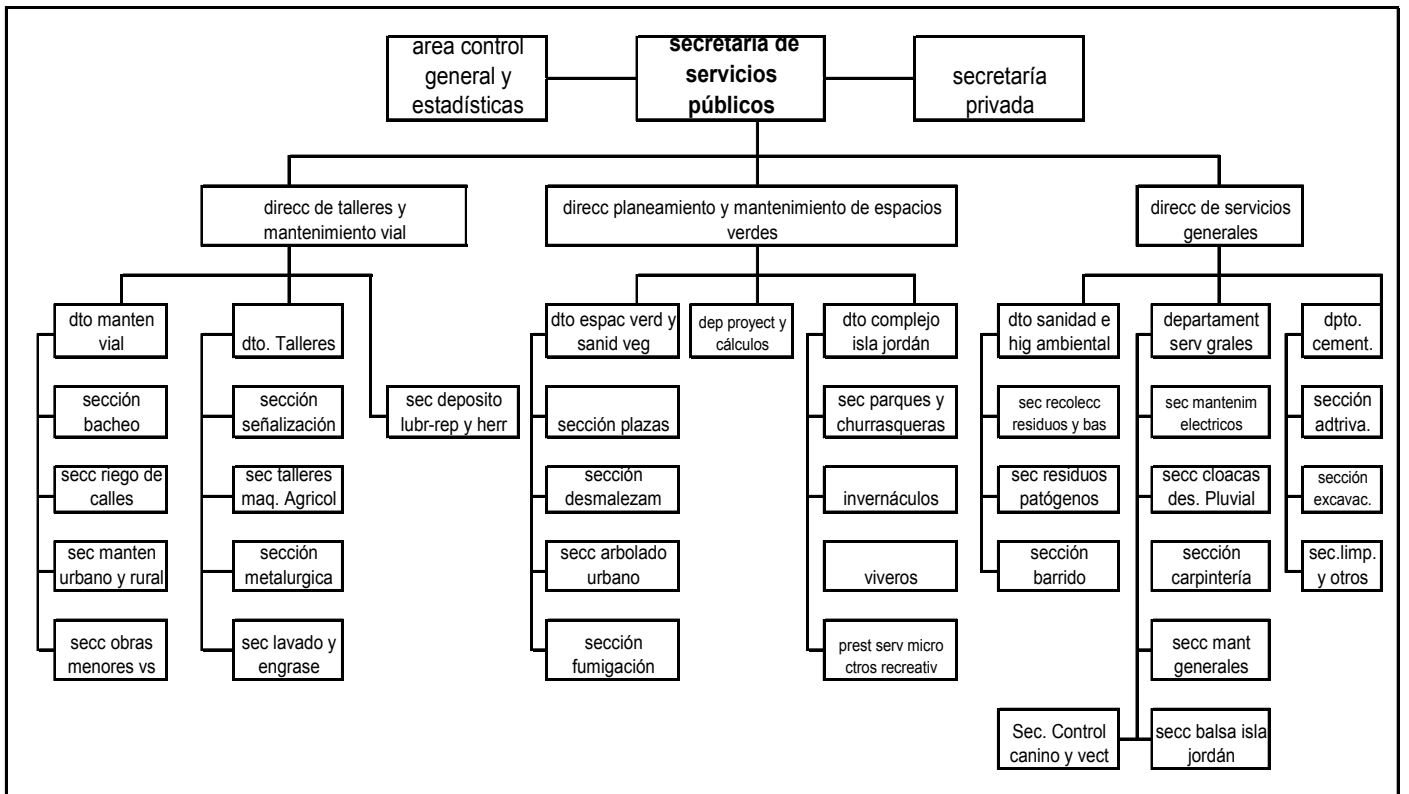 area control
general y
estadísticas
secretaría de
servicios
públicos
secretaría
privada
direcc de talleres y
mantenimiento vial
direcc planeamiento y mantenimiento de espacios
verdes
direcc de servicios
generales
dto manten
vial
dto. Talleres
dto espac verd y
sanid veg
dep proyect y
cálculos
dto complejo
isla jordán
dto sanidad e
hig ambiental
departament
serv grales
dpto.
cement.
sección
bacheo
sección
señalización
sec deposito
lubr-rep y herr
sección plazas
sec parques y
churrasqueras
sec recolecc
residuos y bas
sec mantenim
electricos
sección
adtriva.
secc riego de
calles
sec talleres
maq. Agricol
sección
desmalezam
invernáculos
sec residuos
patógenos
secc cloacas
des. Pluvial
sección
excavac.
sec manten
urbano y rural
sección
metalurgica
secc arbolado
urbano
viveros
sección
barrido
sección
carpintería
sec.limp.
y otros
secc obras
menores vs
sec lavado y
engrase
sección
fumigación
prest serv micro
ctros recreativ
secc mant
generales
Sec. Control
canino y vect
secc balsa isla
jordán